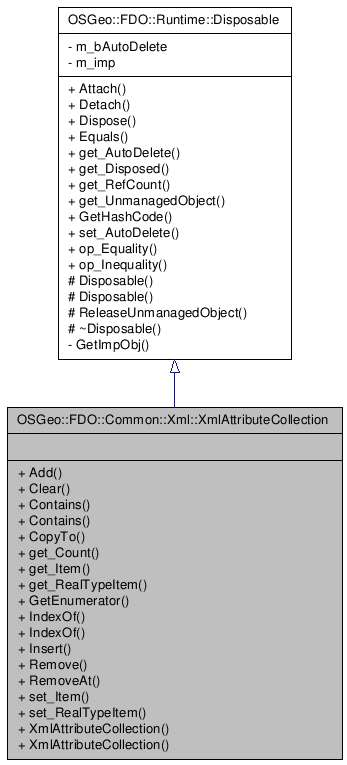 OSGeo::FDO::Runtime::Disposable
- m_bAutoDelete
- m_imp
+ Attach()
+ Detach()
+ Dispose()
+ Equals()
+ get_AutoDelete()
+ get_Disposed()
+ get_RefCount()
+ get_UnmanagedObject()
+ GetHashCode()
+ set_AutoDelete()
+ op_Equality()
+ op_Inequality()
# Disposable()
# Disposable()
# ReleaseUnmanagedObject()
# ~Disposable()
- GetImpObj()
OSGeo::FDO::Common::Xml::XmlAttributeCollection
+ Add()
+ Clear()
+ Contains()
+ Contains()
+ CopyTo()
+ get_Count()
+ get_Item()
+ get_RealTypeItem()
+ GetEnumerator()
+ IndexOf()
+ IndexOf()
+ Insert()
+ Remove()
+ RemoveAt()
+ set_Item()
+ set_RealTypeItem()
+ XmlAttributeCollection()
+ XmlAttributeCollection()